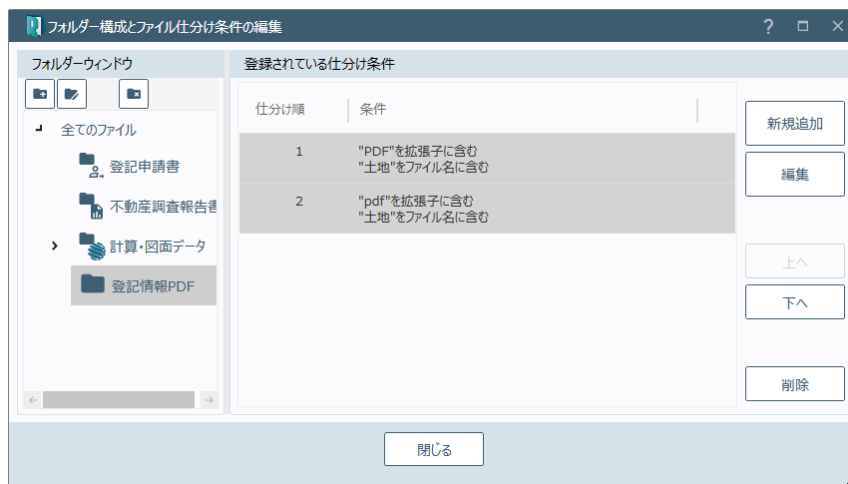 フォルダー構成とファイル仕分け条件の編集
フォルダーウィンドウ
登録されている仕分け条件
全てのファイル
登記申請書
不動産調査報告書
計算・図面データ
登記情報PDF
仕分け順 条件
1 "PDF"を拡張子に含む
"土地"をファイル名に含む
2 "pdf"を拡張子に含む
"土地"をファイル名に含む
新規追加
編集
上へ
下へ
削除
閉じる